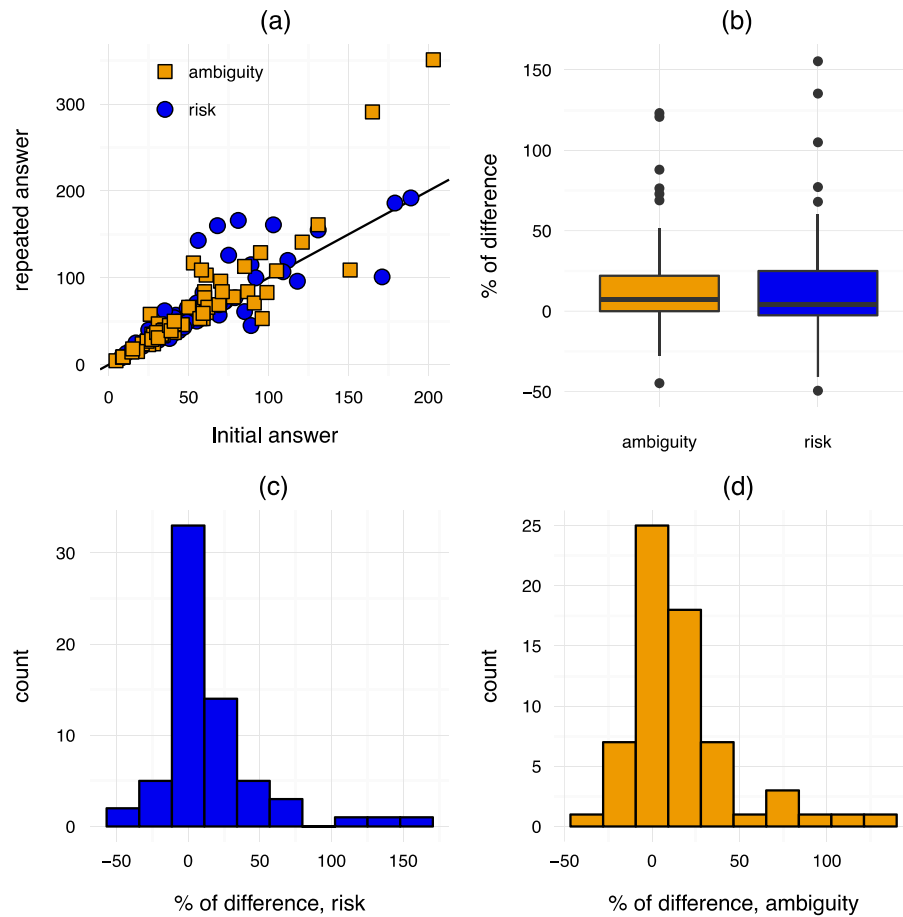 (a)
ambiguity
risk
300
200
100
0
repeated answer
0 50 100 150 200
Initial answer
(b)
150
100
50
0
−50
% of difference
ambiguity risk
(c)
30
20
10
0
count
−50 0 50 100 150
% of difference, risk
(d)
25
20
15
10
5
0
count
−50 0 50 100
% of difference, ambiguity